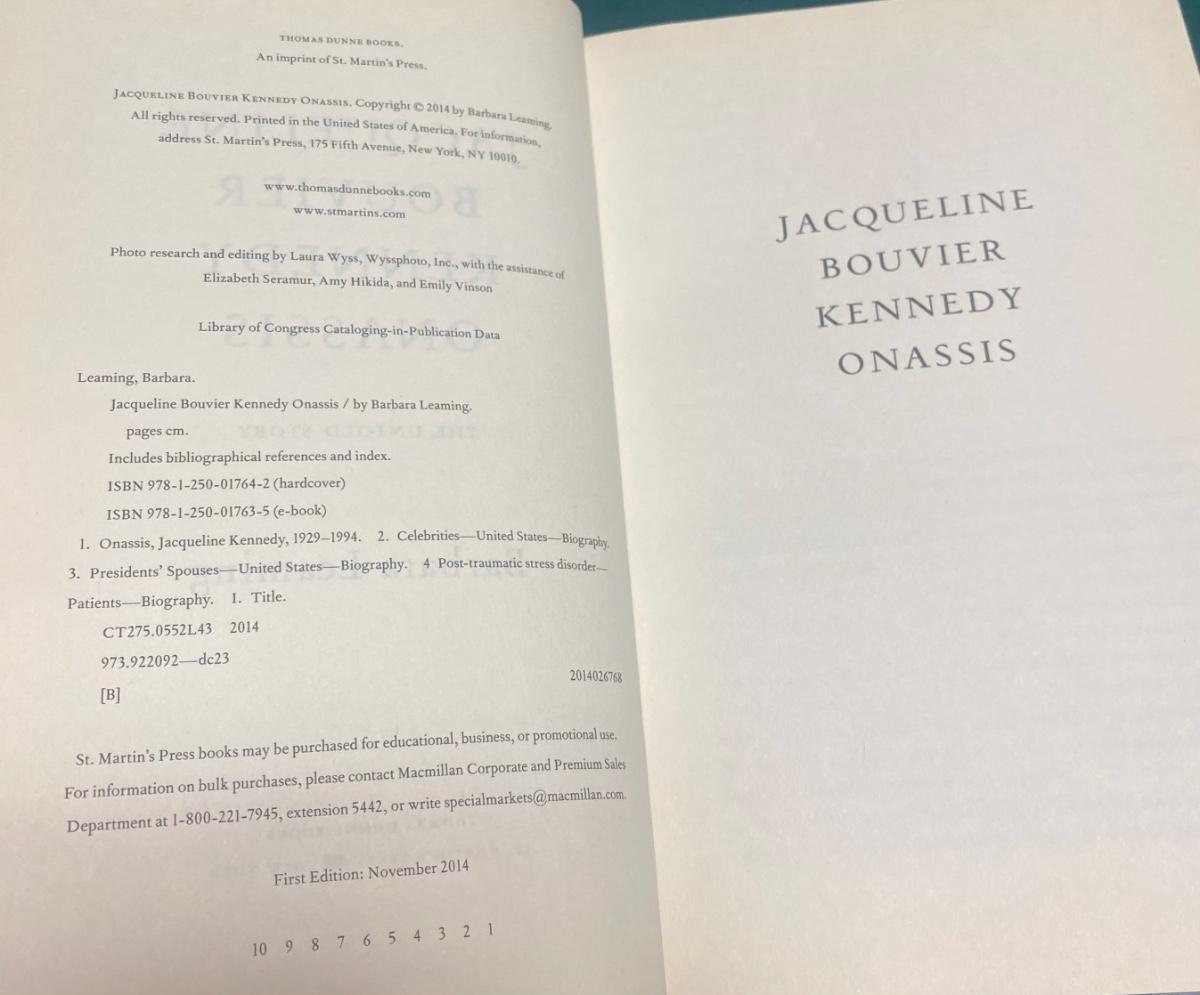 THOMAS DUNNE BOOKS.
An imprint of St. Martin's Press.
JACQUELINE BOUVIER KENNEDY ONASSIS. Copyright © 2014 by Barbara Leaming.
All rights reserved. Printed in the United States of America. For information,
address St. Martin's Press, 175 Fifth Avenue, New York, NY 10010.
www.thomasdunnebooks.com
www.stmartins.com
Photo research and editing by Laura Wyss, Wyssphoto, Inc., with the assistance of
Elizabeth Seramur, Amy Hikida, and Emily Vinson
Library of Congress Cataloging-in-Publication Data
Leaming, Barbara.
Jacqueline Bouvier Kennedy Onassis / by Barbara Leaming.
pages cm.
Includes bibliographical references and index.
ISBN 978-1-250-01764-2 (hardcover)
ISBN 978-1-250-01763-5 (e-book)
1. Onassis, Jacqueline Kennedy, 1929–1994. 2. Celebrities—United States—Biography.
3. Presidents' Spouses—United States—Biography. 4 Post-traumatic stress disorder—
Patients—Biography. I. Title.
CT275.0552L43 2014
973.922092—dc23
[B]
2014026768
St. Martin's Press books may be purchased for educational, business, or promotional use.
For information on bulk purchases, please contact Macmillan Corporate and Premium Sales
Department at 1-800-221-7945, extension 5442, or write specialmarkets@macmillan.com.
First Edition: November 2014
10 9 8 7 6 5 4 3 2 1
JACQUELINE
BOUVIER
KENNEDY
ONASSIS